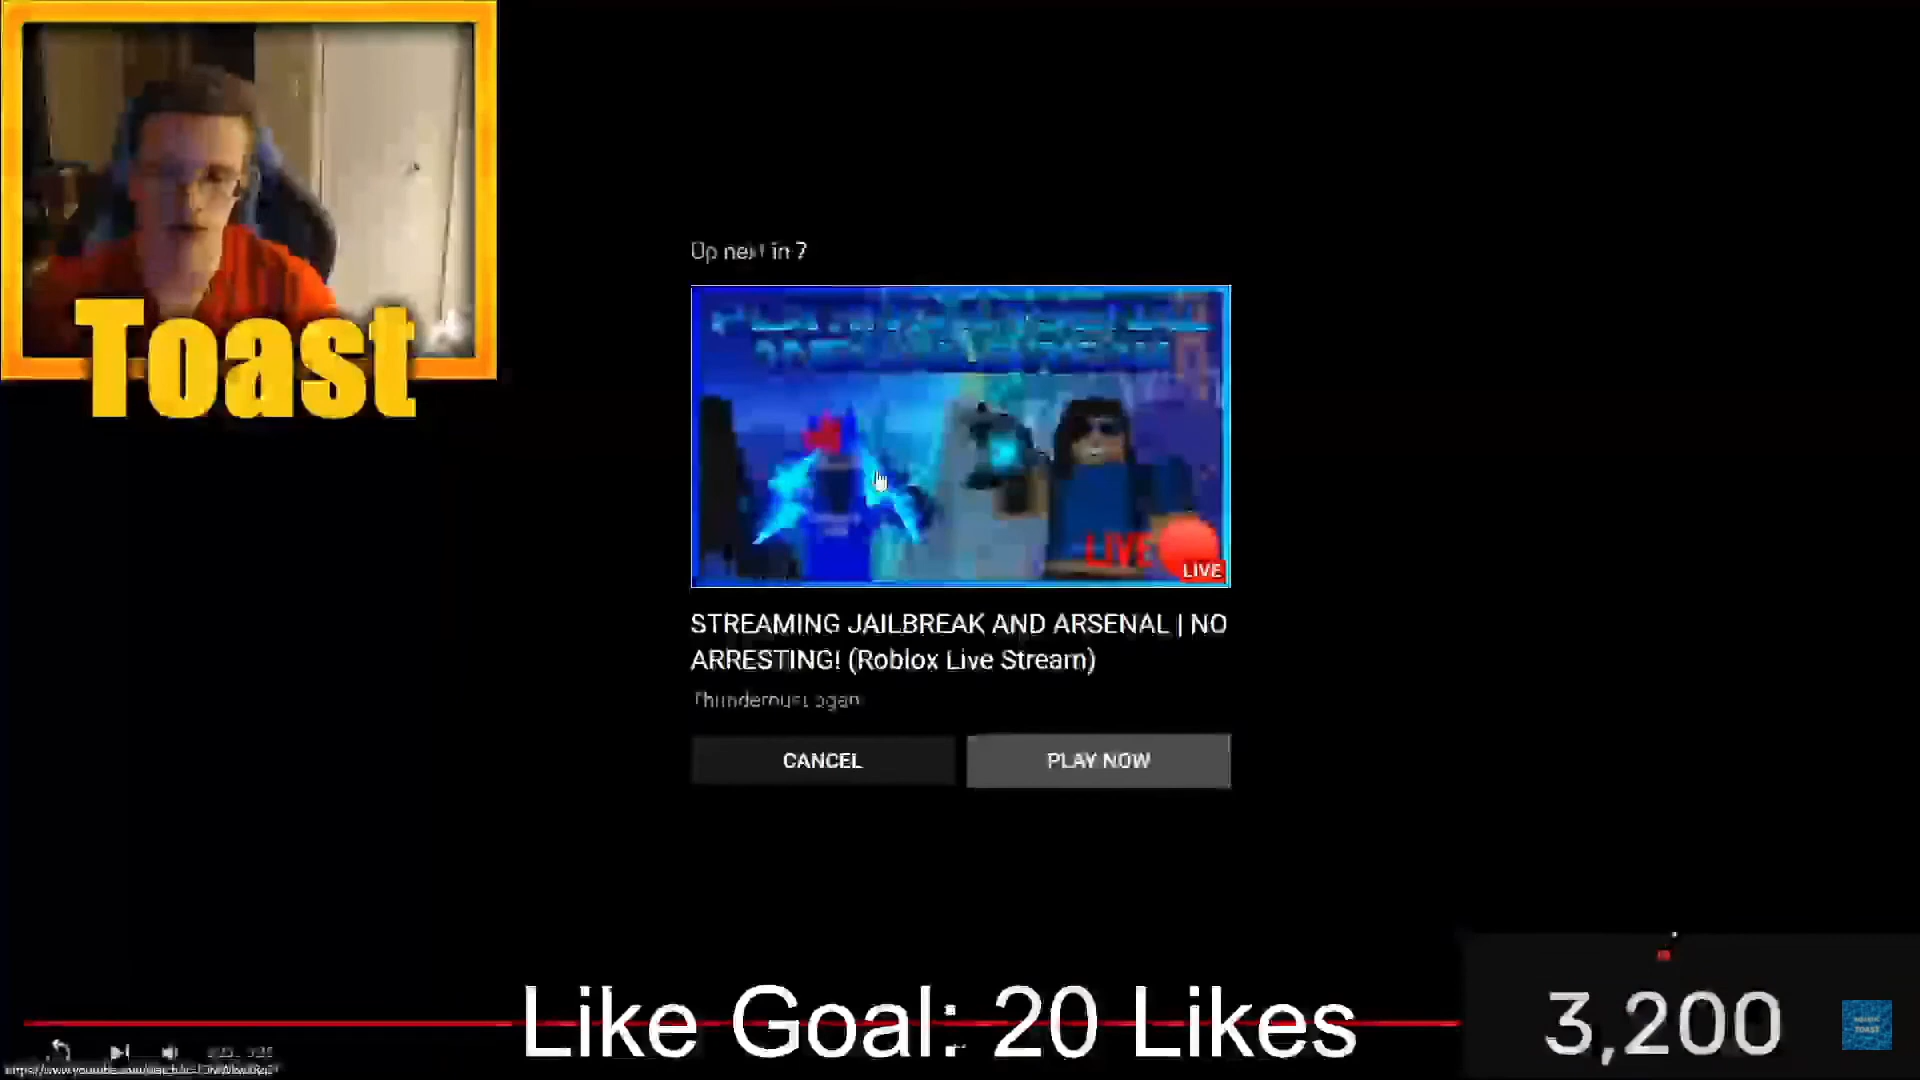 Toast
Up next in 7
LIVE
LIVE
STREAMING JAILBREAK AND ARSENAL | NO
ARRESTING! (Roblox Live Stream)
CANCEL
PLAY NOW
Like Goal: 20 Likes
3,200
TOAST